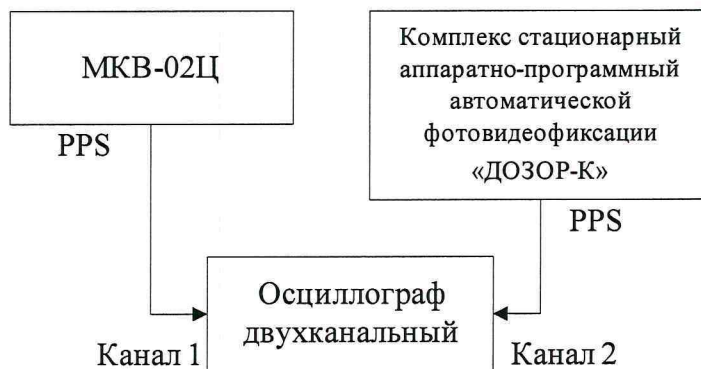 МКВ-02Ц
Комплекс стационарный
аппаратно-программный
автоматической
фотовидеофиксации
«ДОЗОР-К»
PPS
PPS
Осциллограф
двухканальный
Канал 1
Канал 2